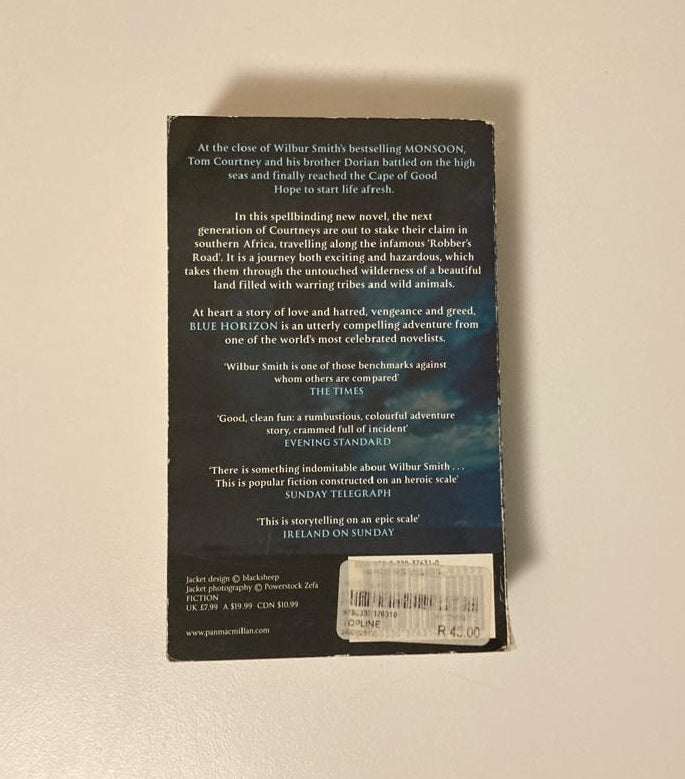 At the close of Wilbur Smith's bestselling MONSOON,
Tom Courtney and his brother Dorian battled on the high
seas and finally reached the Cape of Good
Hope to start life afresh.
In this spellbinding new novel, the next
generation of Courtneys are out to stake their claim in
southern Africa, travelling along the infamous 'Robber's
Road'. It is a journey both exciting and hazardous, which
takes them through the untouched wilderness of a beautiful
land filled with warring tribes and wild animals.
At heart a story of love and hatred, vengeance and greed,
BLUE HORIZON is an utterly compelling adventure from
one of the world's most celebrated novelists.
'Wilbur Smith is one of those benchmarks against
whom others are compared'
THE TIMES
'Good, clean fun: a rumbustious, colourful adventure
story, crammed full of incident'
EVENING STANDARD
'There is something indomitable about Wilbur Smith . . .
This is popular fiction constructed on an heroic scale'
SUNDAY TELEGRAPH
'This is storytelling on an epic scale'
IRELAND ON SUNDAY
Jacket design © blacksheep
Jacket photography © Powerstock Zefa
FICTION
UK £7.99 A $19.99 CDN $10.99
www.panmacmillan.com
TOPLINE